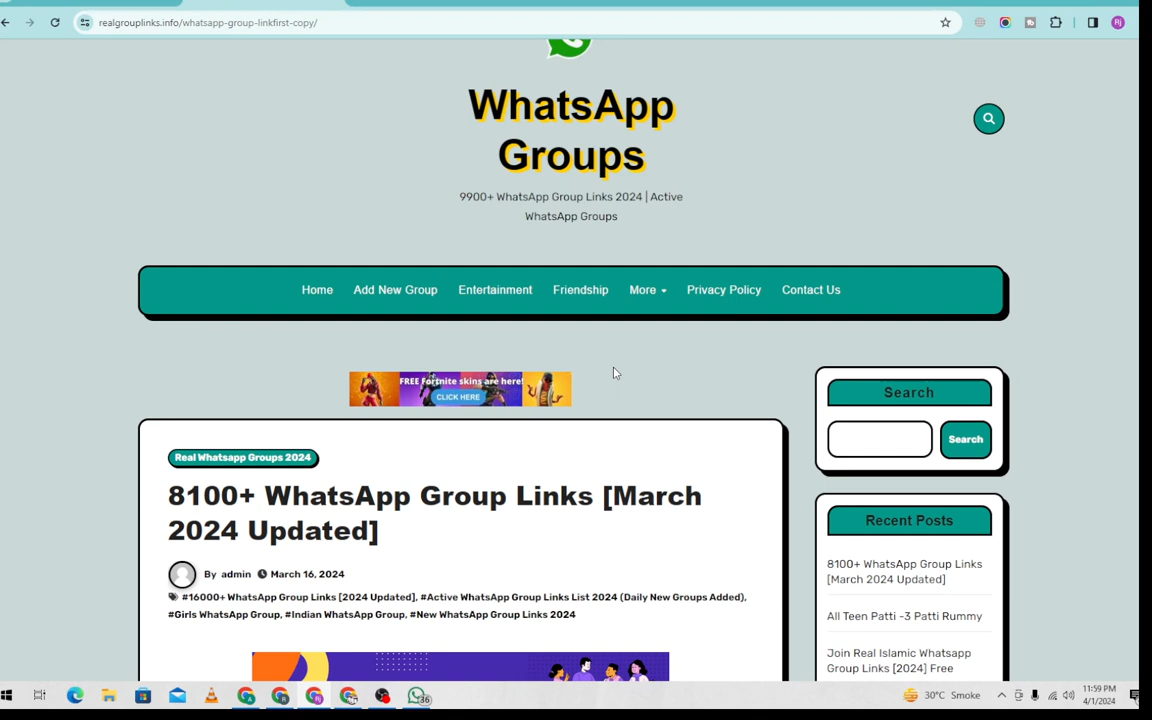 realgrouplinks.info/whatsapp-group-linkfirst-copy/
WhatsApp
Groups
9900+ WhatsApp Group Links 2024 | Active
WhatsApp Groups
Home
Add New Group
Entertainment
Friendship
More
Privacy Policy
Contact Us
FREE Fortnite skins are here!
CLICK HERE
Real Whatsapp Groups 2024
8100+ WhatsApp Group Links [March
2024 Updated]
By admin March 16, 2024
#16000+ WhatsApp Group Links [2024 Updated], #Active WhatsApp Group Links List 2024 (Daily New Groups Added),
#Girls WhatsApp Group, #Indian WhatsApp Group, #New WhatsApp Group Links 2024
Search
Search
Recent Posts
8100+ WhatsApp Group Links
[March 2024 Updated]
All Teen Patti -3 Patti Rummy
Join Real Islamic Whatsapp
Group Links [2024] Free
36
30°C Smoke
11:59 PM
4/1/2024